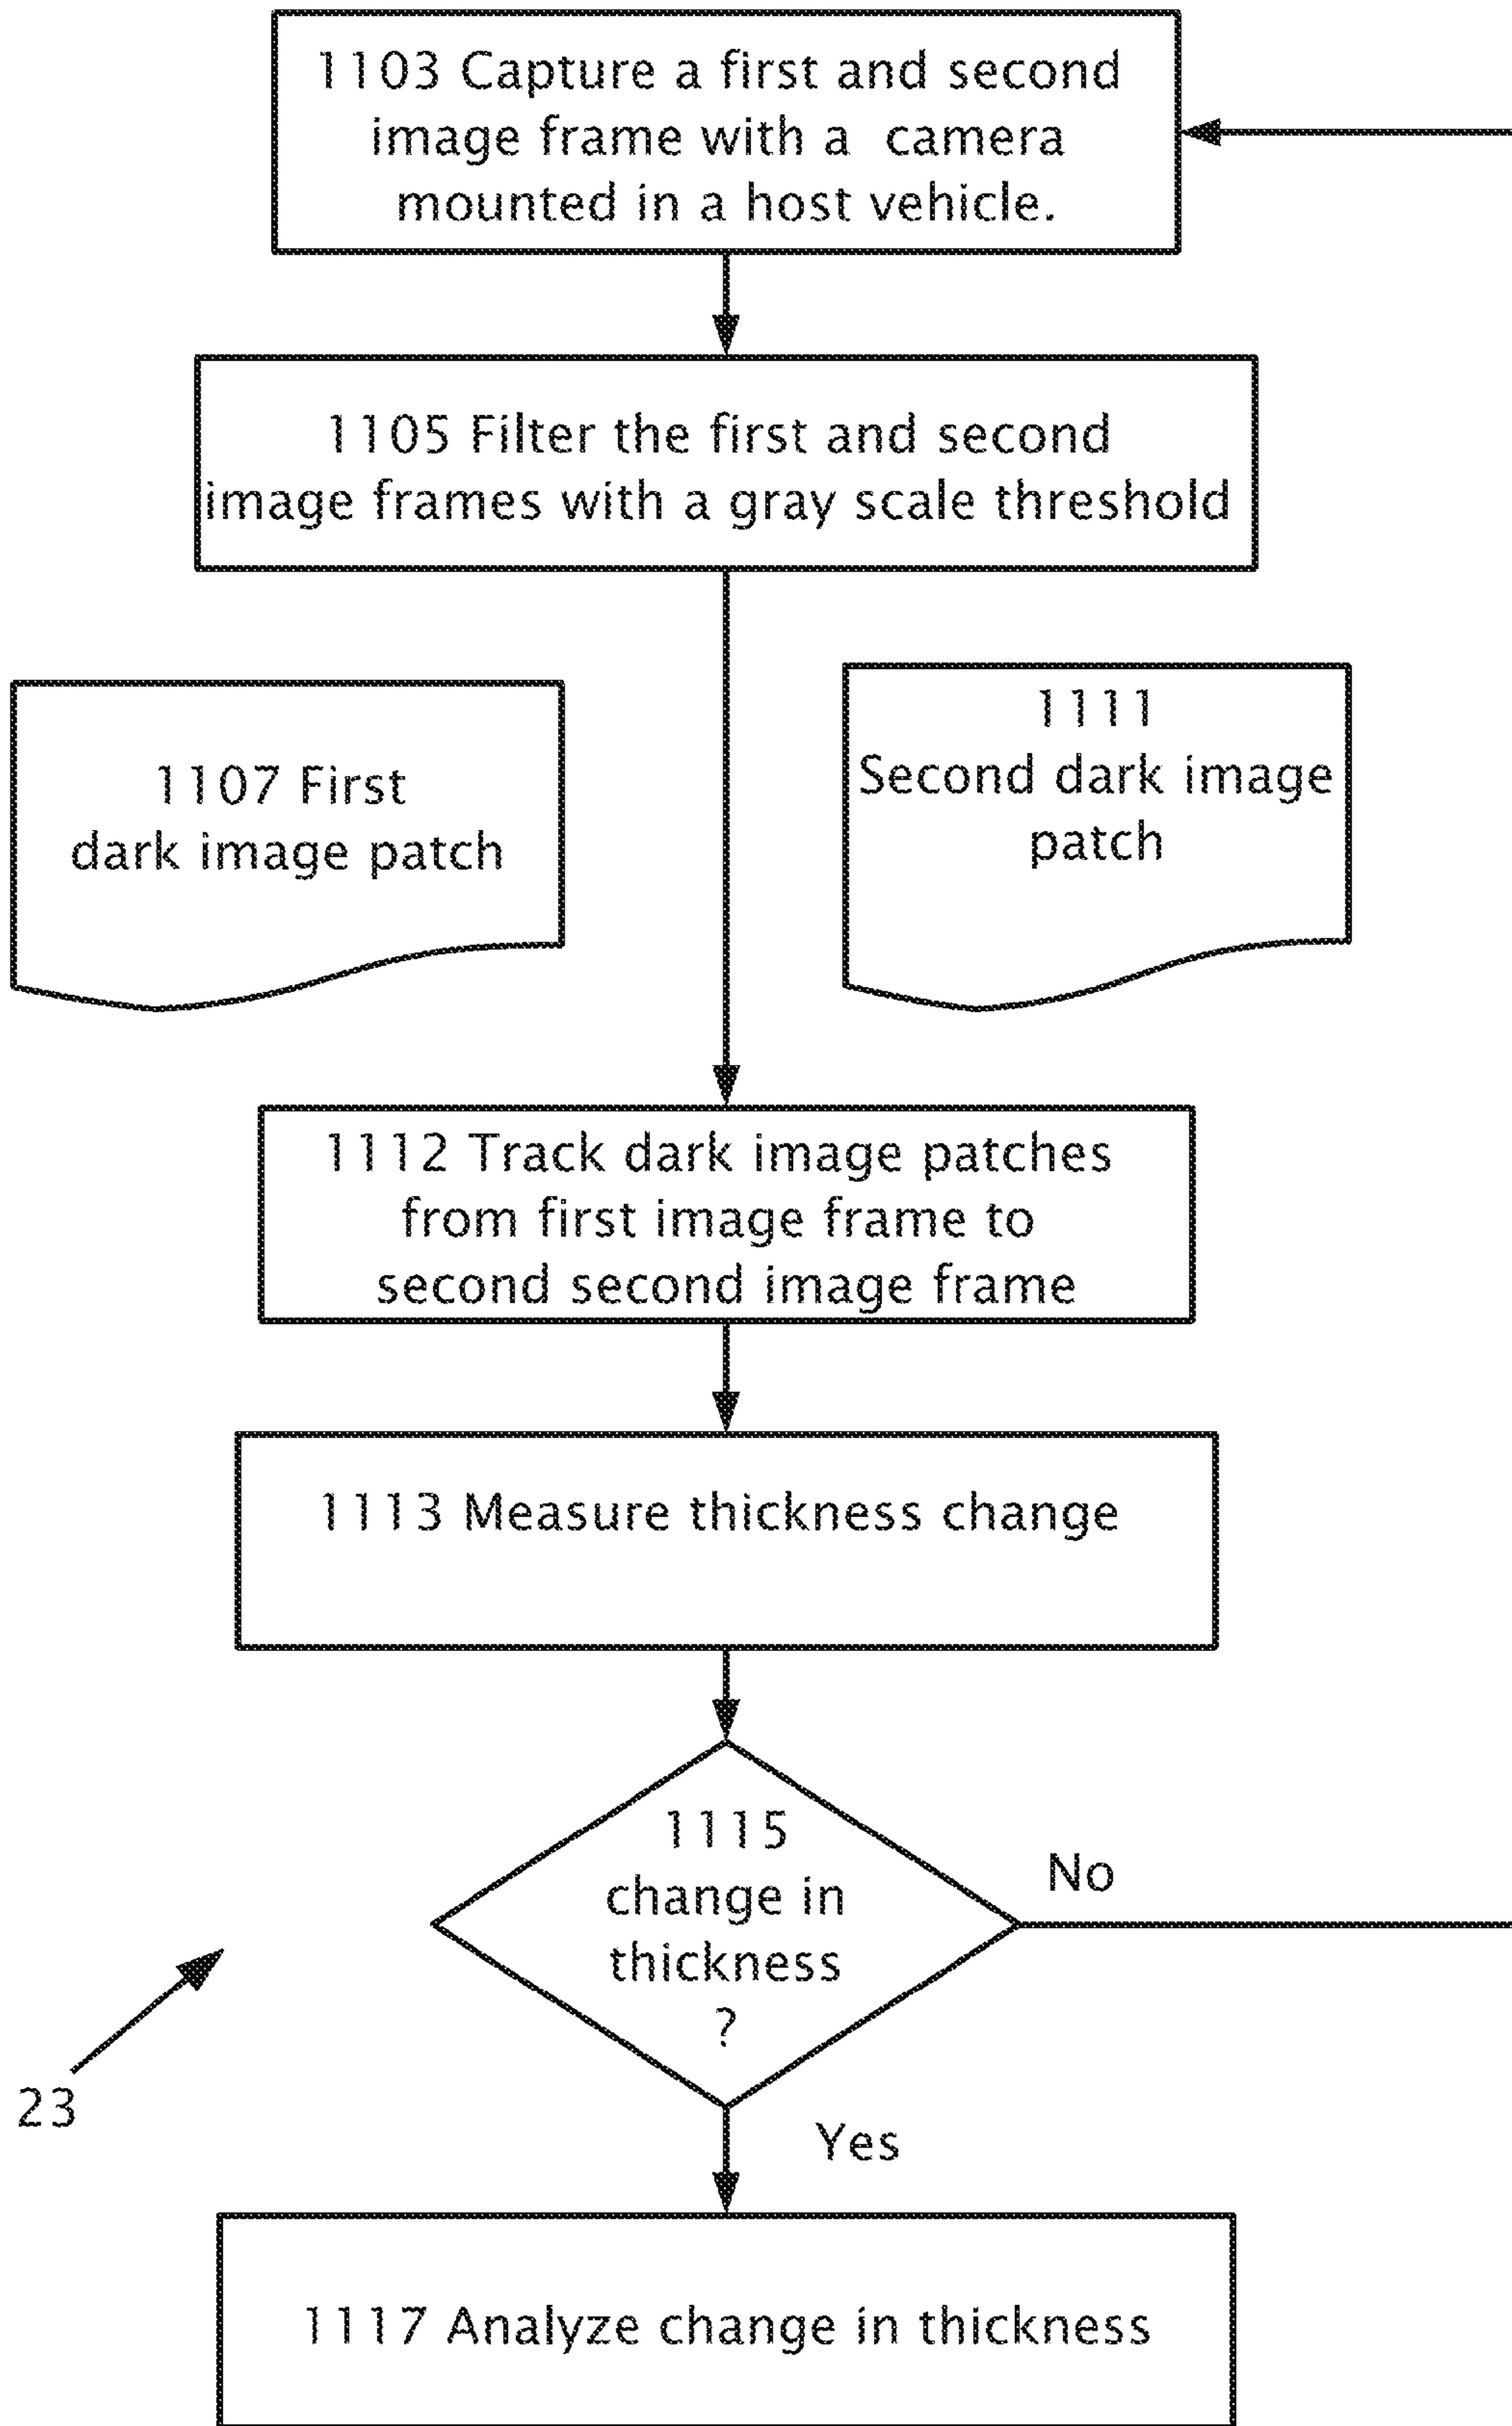 1103 Capture a first and second
image frame with a camera
mounted in a host vehicle.
1105 Filter the first and second
image frames with a gray scale threshold
1107 First
dark image patch
1111
Second dark image
patch
1112 Track dark image patches
from first image frame to
second second image frame
1113 Measure thickness change
1115
change in
thickness
?
No
23
Yes
1117 Analyze change in thickness